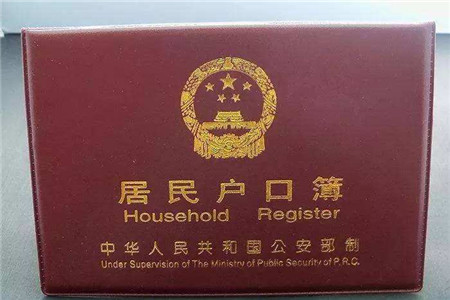 居民户口簿
Household Register
中华人民共和国公安部制
Under Supervision of The Ministry of Public Security of P.R.C.